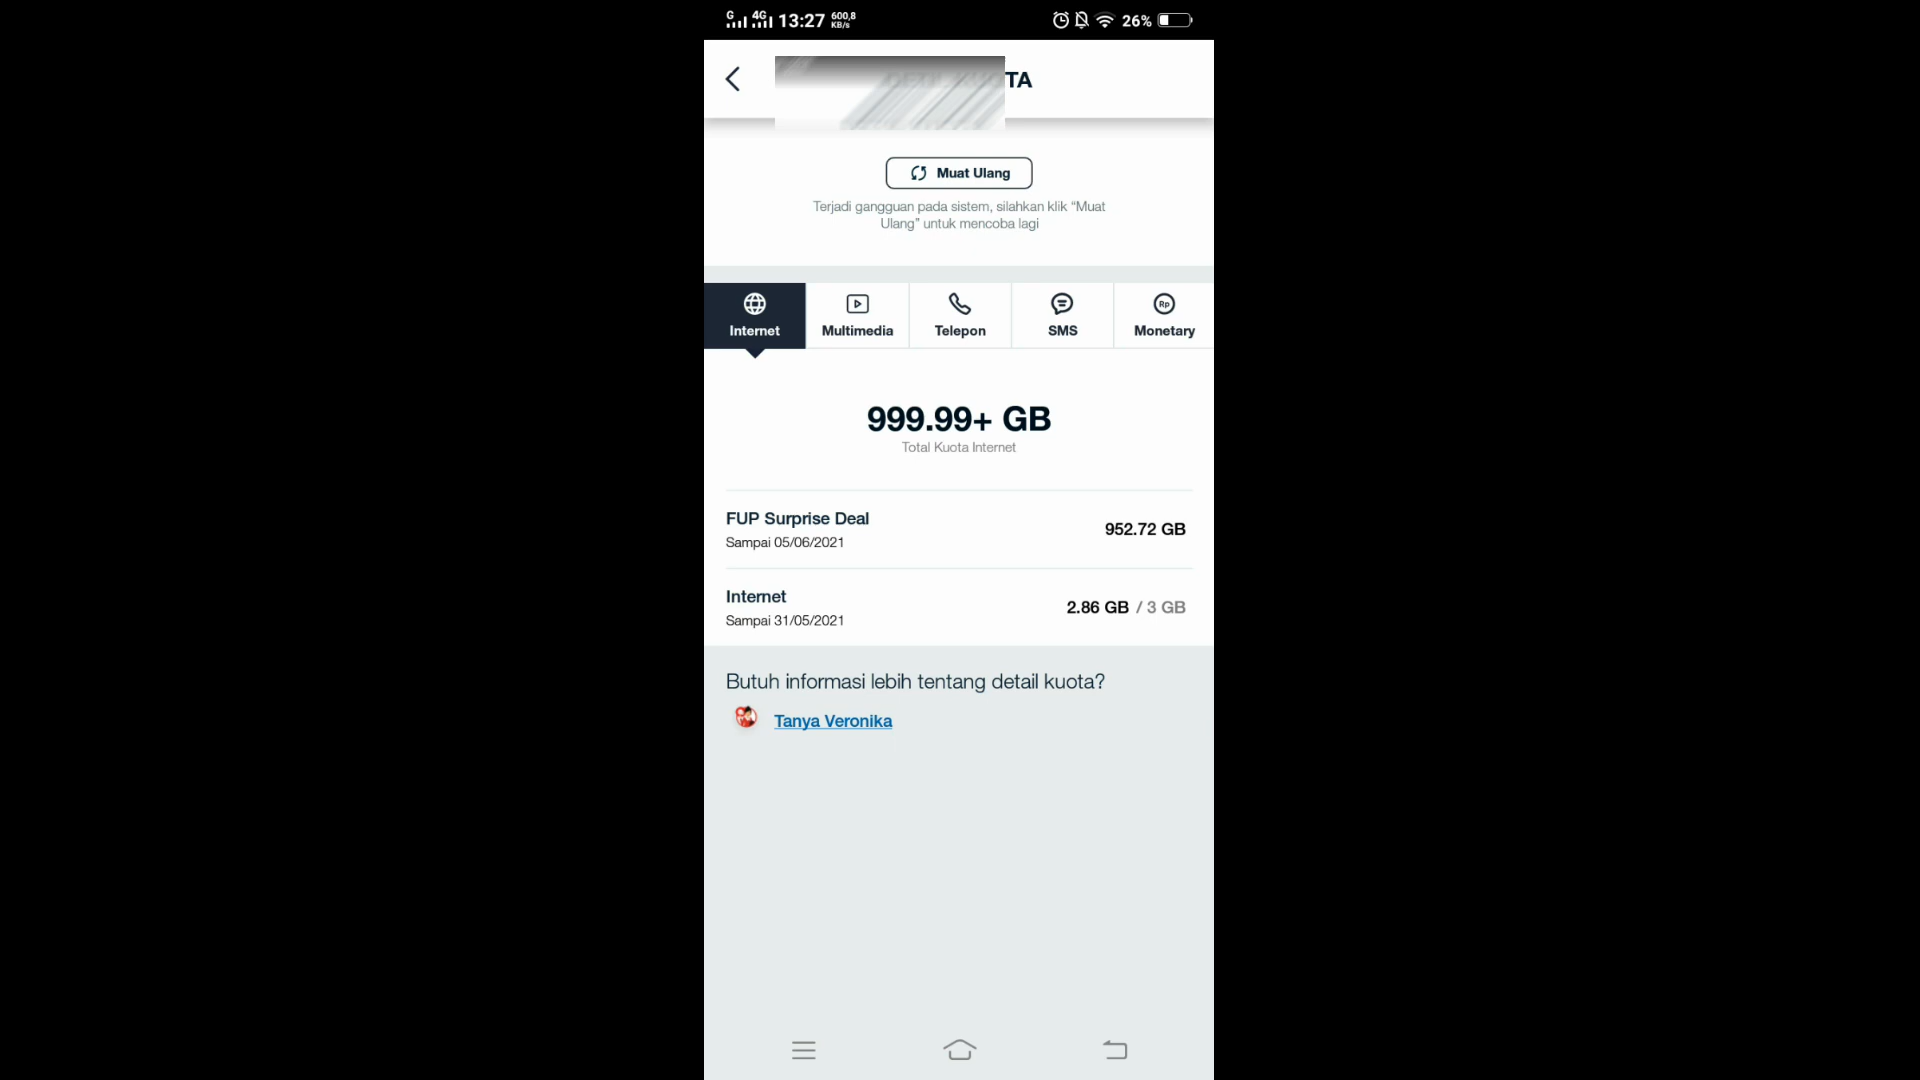 G 4G 13:27 600,8 KB/s 26%
TA
Muat Ulang
Terjadi gangguan pada sistem, silahkan klik “Muat
Ulang” untuk mencoba lagi
Internet Multimedia Telepon SMS Rp Monetary
999.99+ GB
Total Kuota Internet
FUP Surprise Deal
952.72 GB
Sampai 05/06/2021
Internet
2.86 GB / 3 GB
Sampai 31/05/2021
Butuh informasi lebih tentang detail kuota?
Tanya Veronika